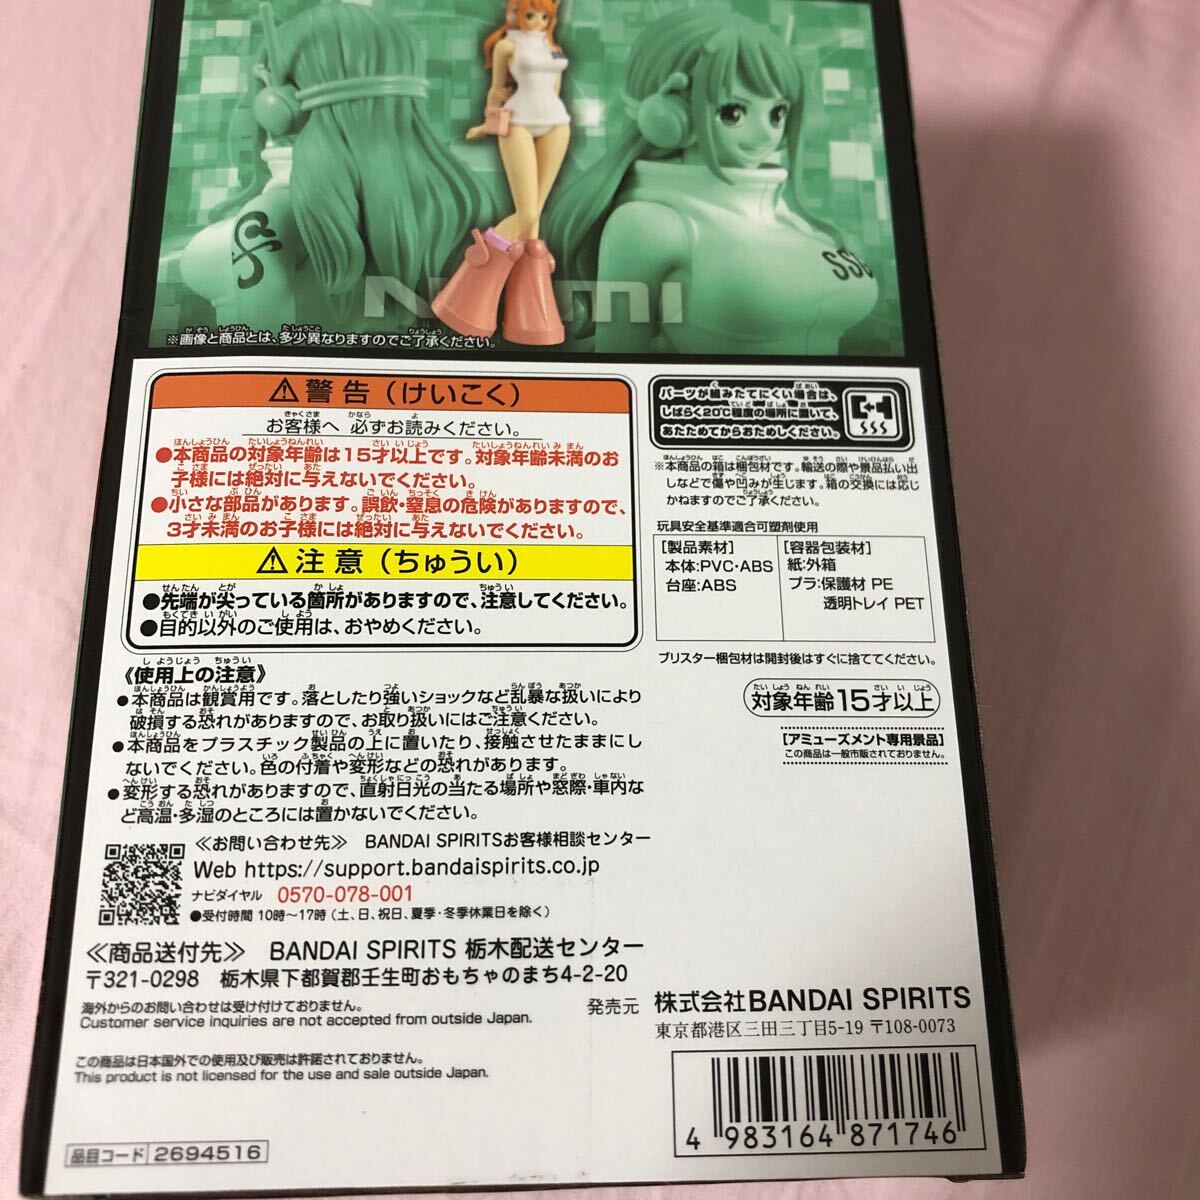 SSG
NAMI
※画像と商品とは、多少異なりますのでご了承ください。
⚠警告（けいこく）
お客様へ 必ずお読みください。
●本商品の対象年齢は15才以上です。対象年齢未満のお
子様には絶対に与えないでください。
●小さな部品があります。誤飲・窒息の危険がありますので、
3才未満のお子様には絶対に与えないでください。
⚠注意（ちゅうい）
●先端が尖っている箇所がありますので、注意してください。
●目的以外のご使用は、おやめください。
パーツが組みたてにくい場合は、
しばらく20℃程度の場所に置いて、
あたためてからおためしください。
※本商品の箱は梱包材です。輸送の際や景品払い出
しなどで傷や凹みが生じます。箱の交換には応じ
かねますのでご了承ください。
玩具安全基準適合可塑剤使用
[製品素材]
本体:PVC・ABS
台座:ABS
[容器包装材]
紙:外箱
プラ:保護材 PE
透明トレイ PET
ブリスター梱包材は開封後はすぐに捨ててください。
対象年齢15才以上
[アミューズメント専用景品]
この商品は一般市販されておりません。
《使用上の注意》
●本商品は観賞用です。落としたり強いショックなど乱暴な扱いにより
破損する恐れがありますので、お取り扱いにはご注意ください。
●本商品をプラスチック製品の上に置いたり、接触させたままにし
ないでください。色の付着や変形などの恐れがあります。
●変形する恐れがありますので、直射日光の当たる場所や窓際・車内な
ど高温・多湿のところには置かないでください。
≪お問い合わせ先≫ BANDAI SPIRITSお客様相談センター
Web https://support.bandaispirits.co.jp
ナビダイヤル 0570-078-001
●受付時間 10時〜17時（土、日、祝日、夏季・冬季休業日を除く）
≪商品送付先≫ BANDAI SPIRITS 栃木配送センター
〒321-0298 栃木県下都賀郡壬生町おもちゃのまち4-2-20
海外からのお問い合わせは受け付けておりません。
Customer service inquiries are not accepted from outside Japan.
この商品は日本国外での使用及び販売は許諾されておりません。
This product is not licensed for the use and sale outside Japan.
発売元 株式会社BANDAI SPIRITS
東京都港区三田三丁目5-19 〒108-0073
4 983164 871746
品目コード 2694516